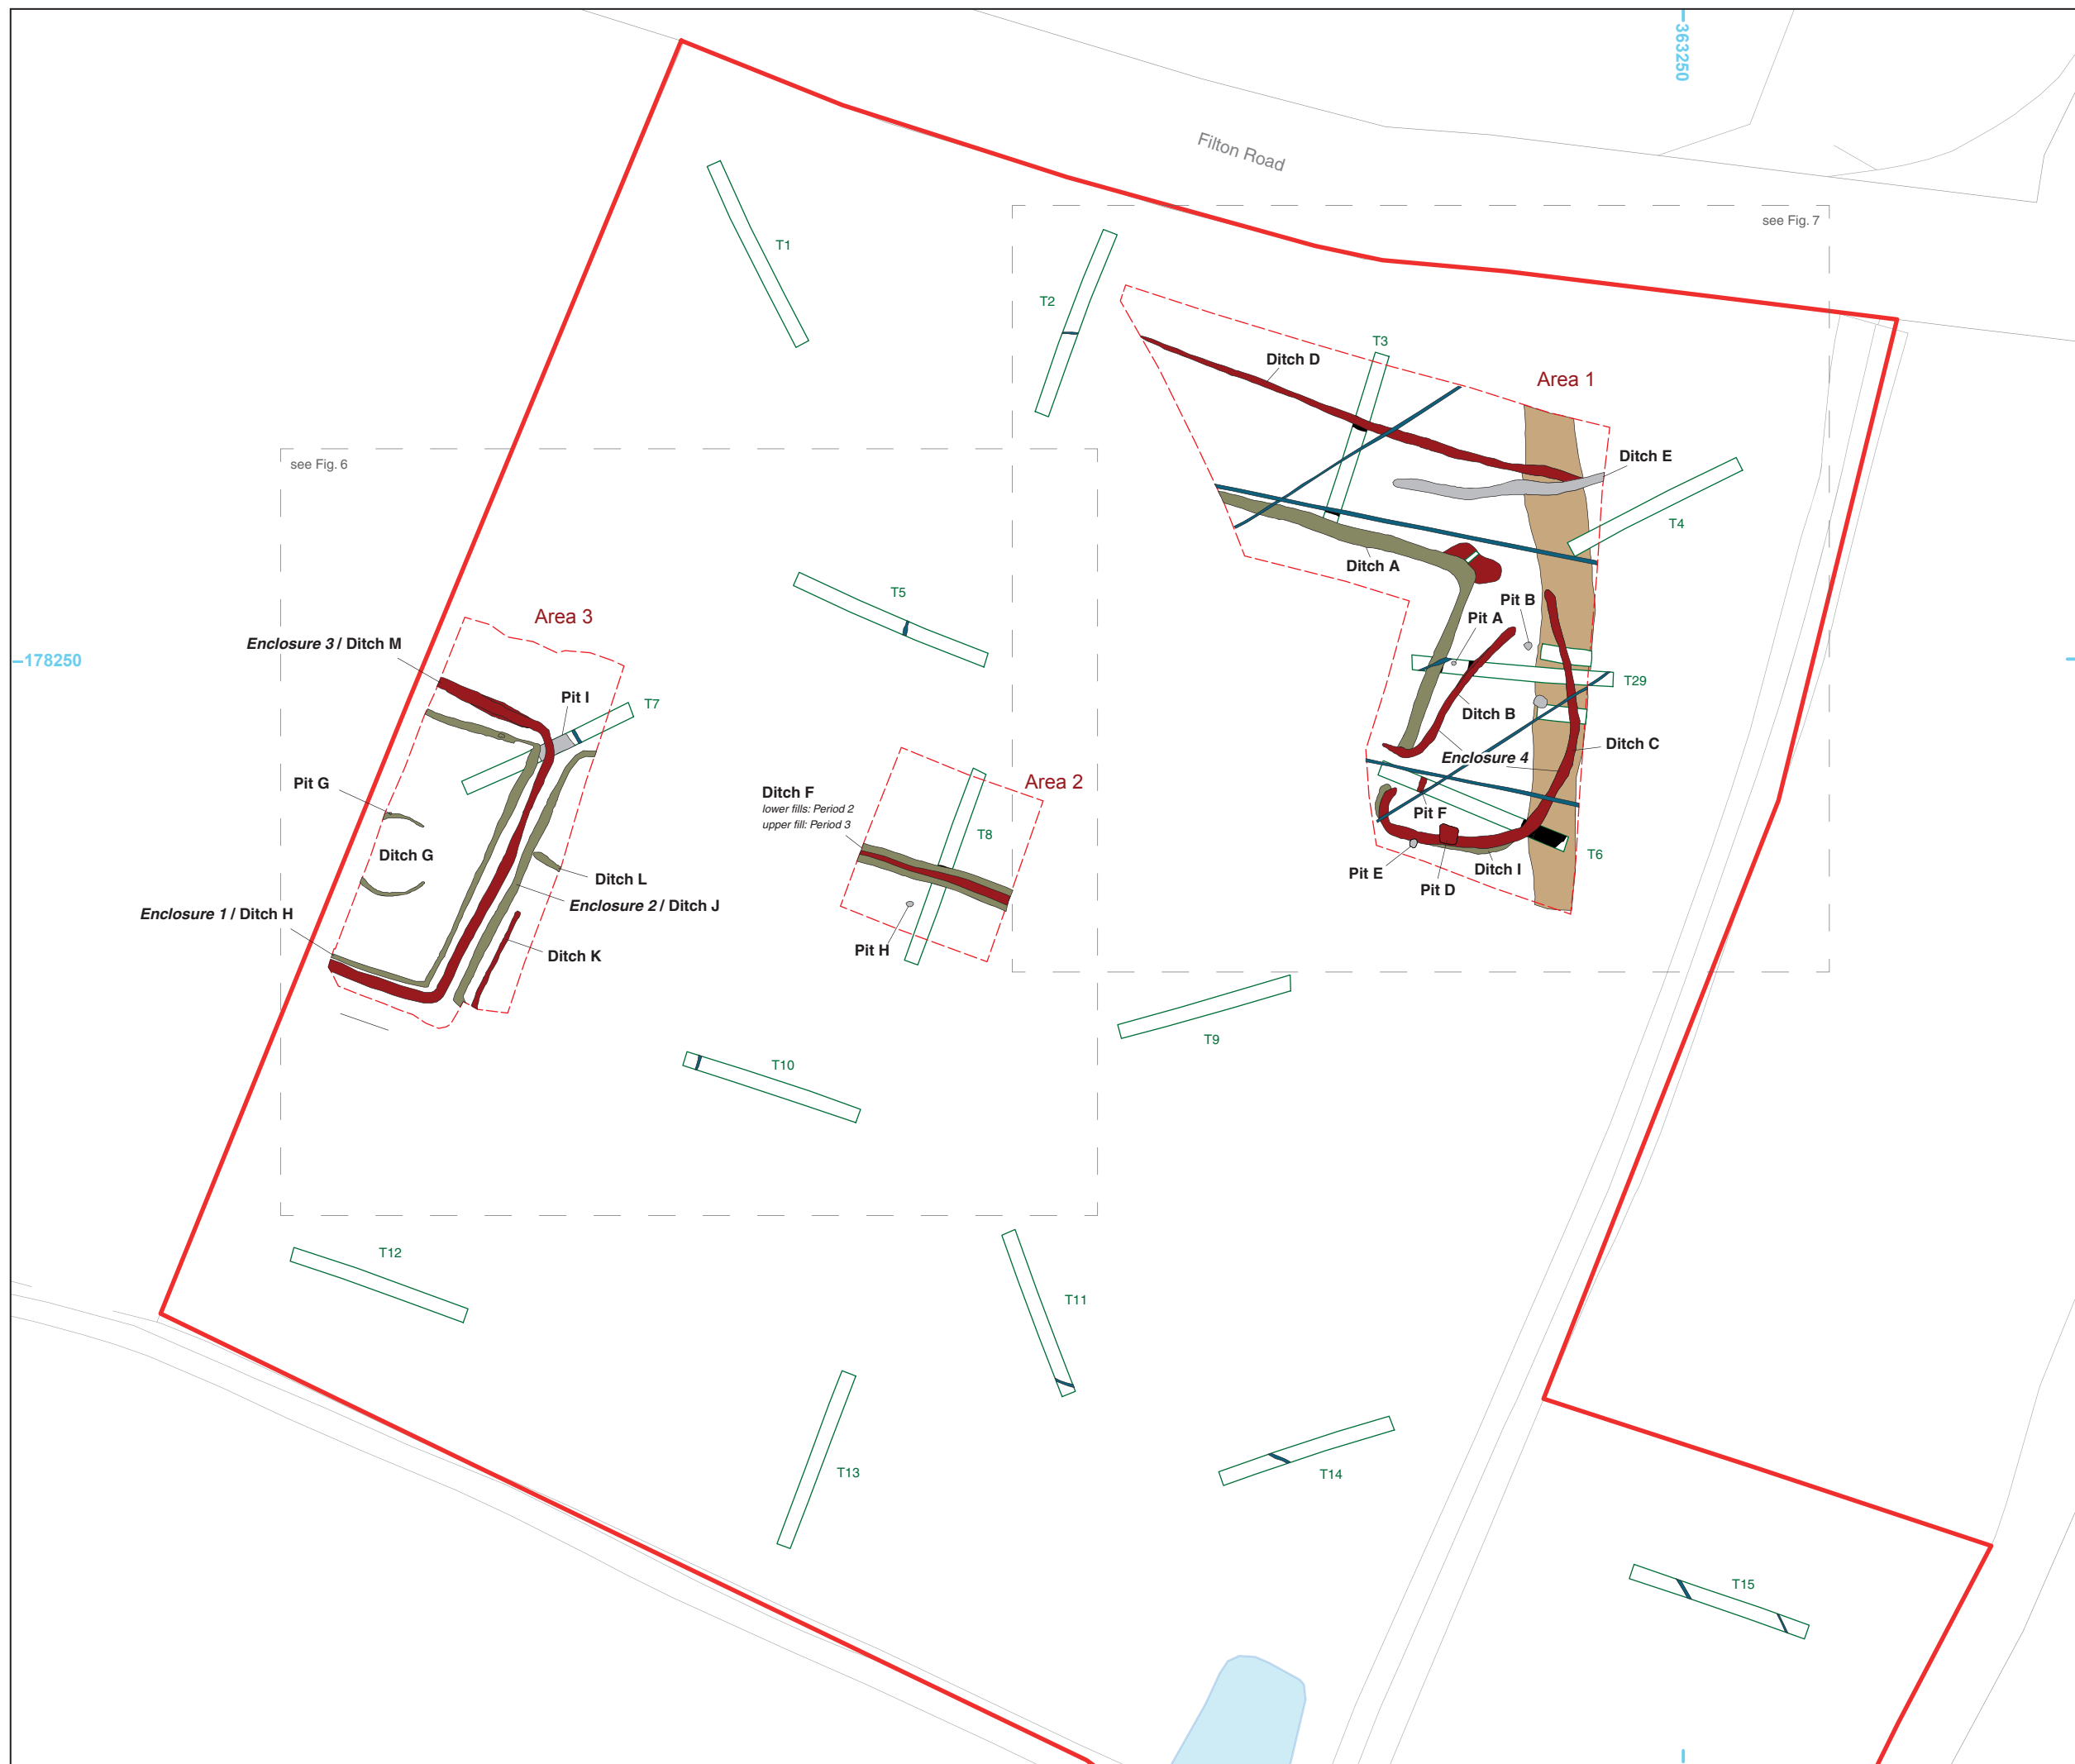 363250
Filton Road
see Fig. 7
T1
T2
T3
Ditch D
Area 1
Ditch E
see Fig. 6
T4
Ditch A
T5
Pit B
Area 3
Pit A
Enclosure 3 / Ditch M
178250
T29
Pit I
T7
Ditch B
Ditch C
Enclosure 4
Pit G
Area 2
Ditch F
lower fills: Period 2
upper fill: Period 3
Pit F
T8
Ditch G
T6
Ditch I
Pit E
Ditch L
Pit D
Enclosure 2 / Ditch J
Enclosure 1 / Ditch H
Pit H
Ditch K
T9
T10
T12
T11
T13
T14
T15